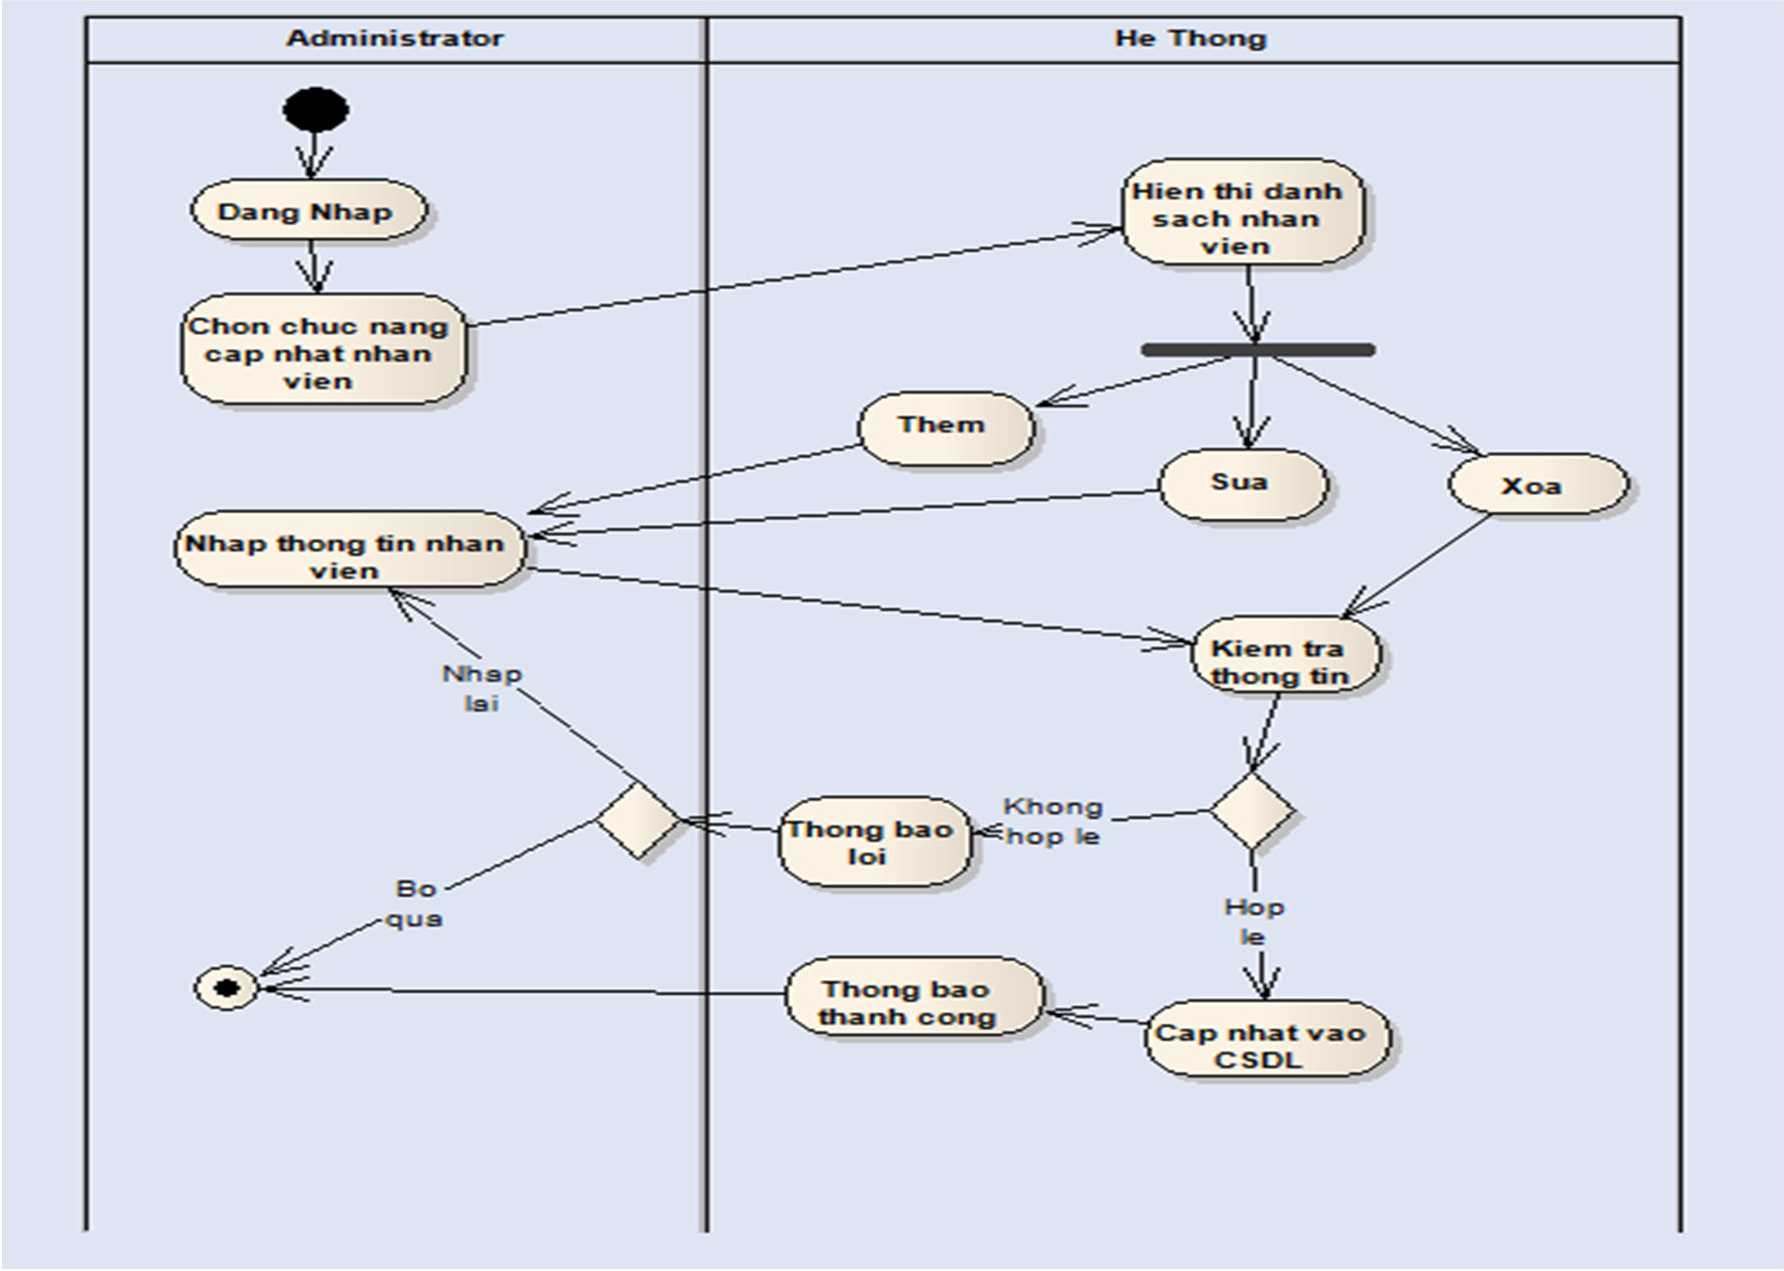 Administrator
He Thong
Dang Nhap
Chon chuc nang
cap nhat nhan
vien
Hien thi danh
sach nhan
vien
Them
Sua
Xoa
Nhap thong tin nhan
vien
Kiem tra
thong tin
Nhap
lai
Khong
hop le
Thong bao
loi
Bo
qua
Hop
le
Thong bao
thanh cong
Cap nhat vao
CSDL